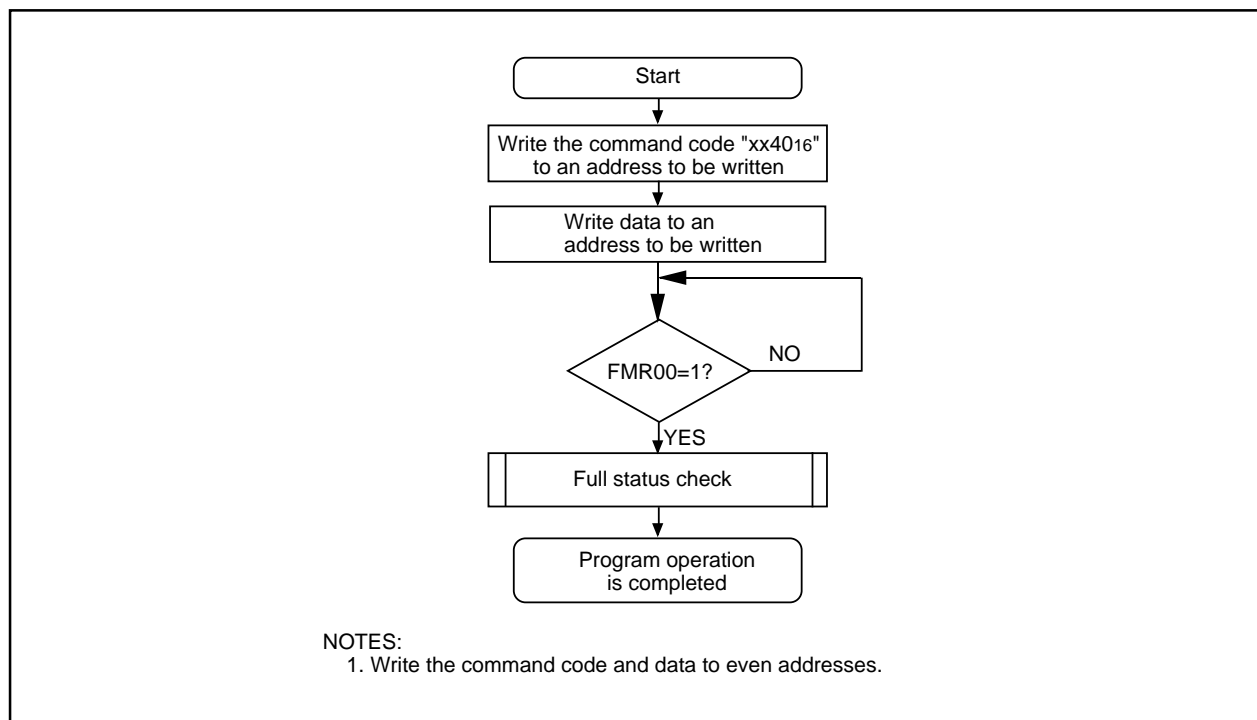 Start
Write the command code "xx4016"
to an address to be written
Write data to an
address to be written
FMR00=1?
NO
YES
Full status check
Program operation
is completed
NOTES:
1. Write the command code and data to even addresses.